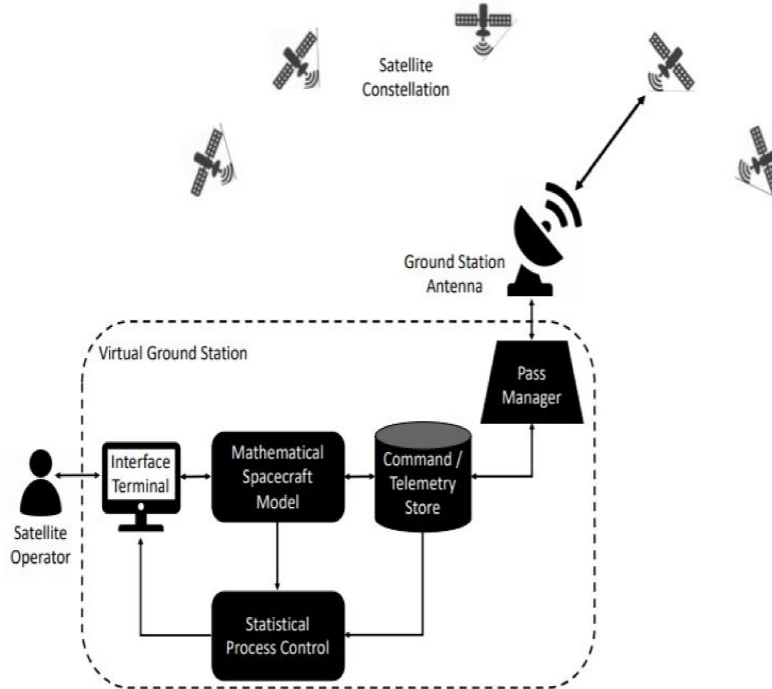 Satellite
Constellation
Ground Station
Antenna
Virtual Ground Station
Pass
Manager
Interface
Terminal
Mathematical
Spacecraft
Model
Command /
Telemetry
Store
Satellite
Operator
Statistical
Process Control